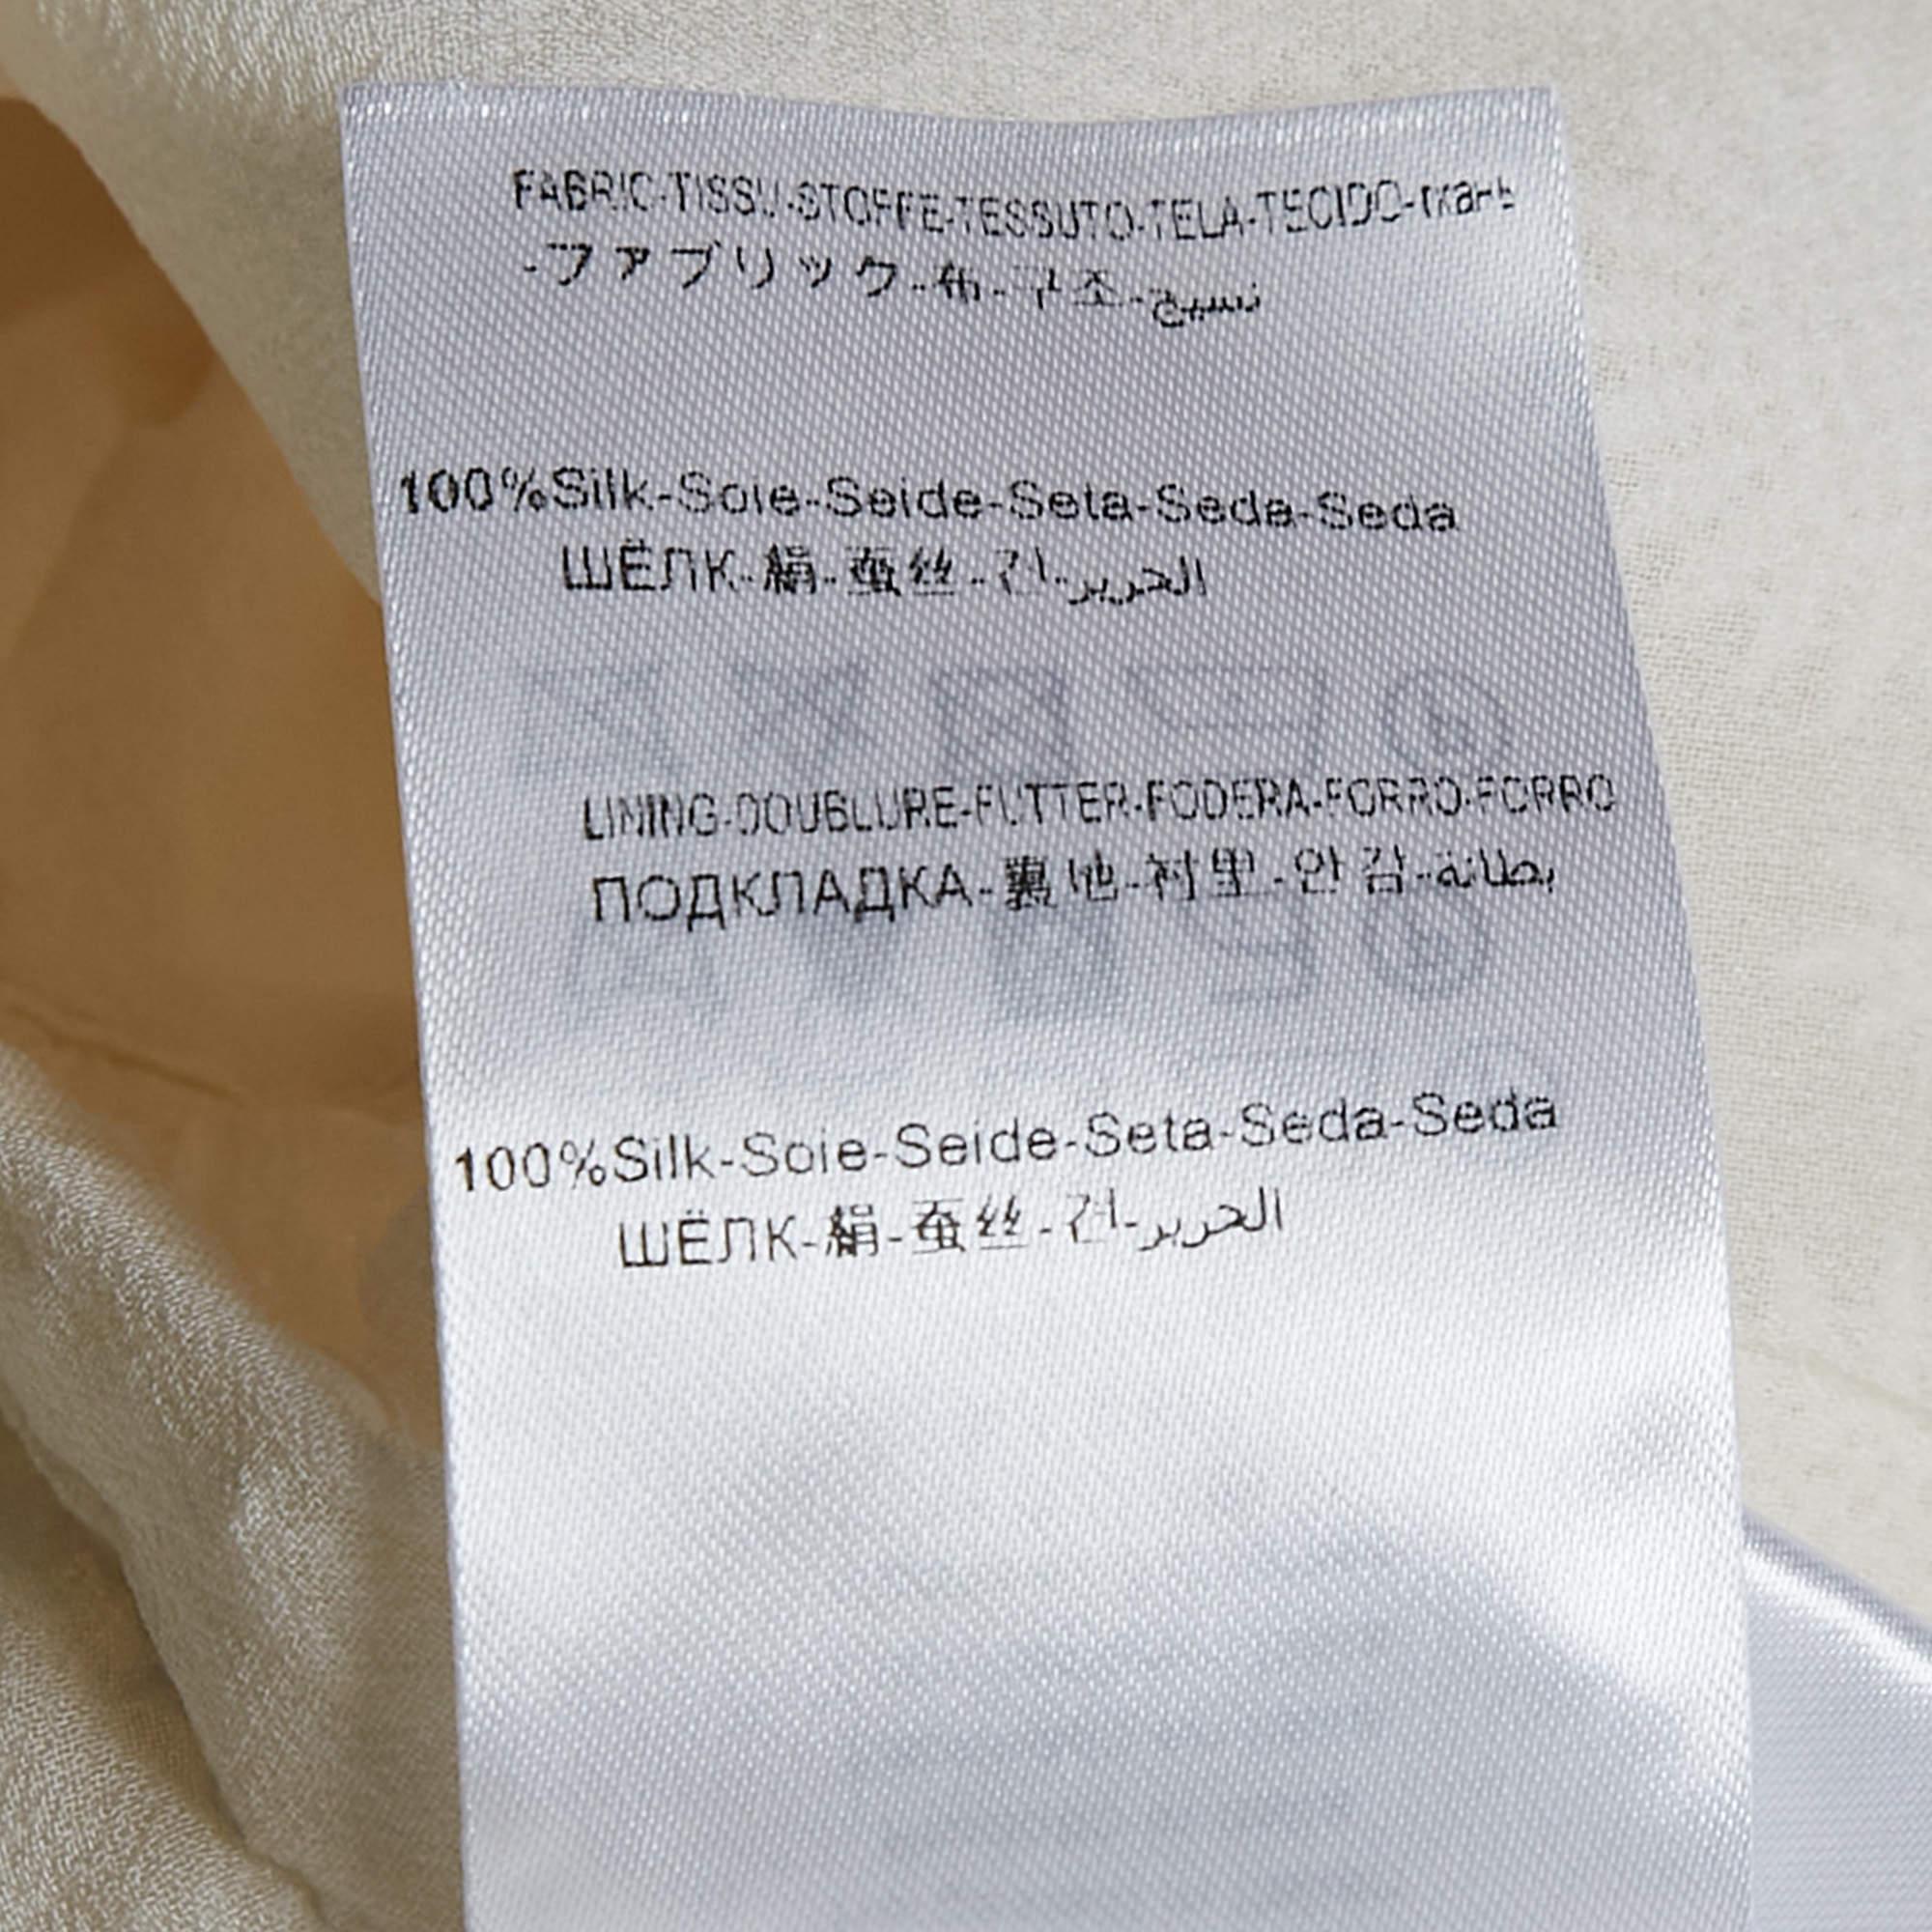 FABRIC-TISSU-STOFFE-TESSUTO-TELA-TECIDO-ткань
-ファブリック-布-구조-نسيج
100%Silk-Soie-Seide-Seta-Seda-Seda
ШЁЛК-絹-蚕丝-견-الحرير
LINING-DOUBLURE-FUTTER-FODERA-FORRO-FORRO
ПОДКЛАДКА-裏地-衬里-안감-بطانة
100%Silk-Soie-Seide-Seta-Seda-Seda
ШЁЛК-絹-蚕丝-견-الحرير